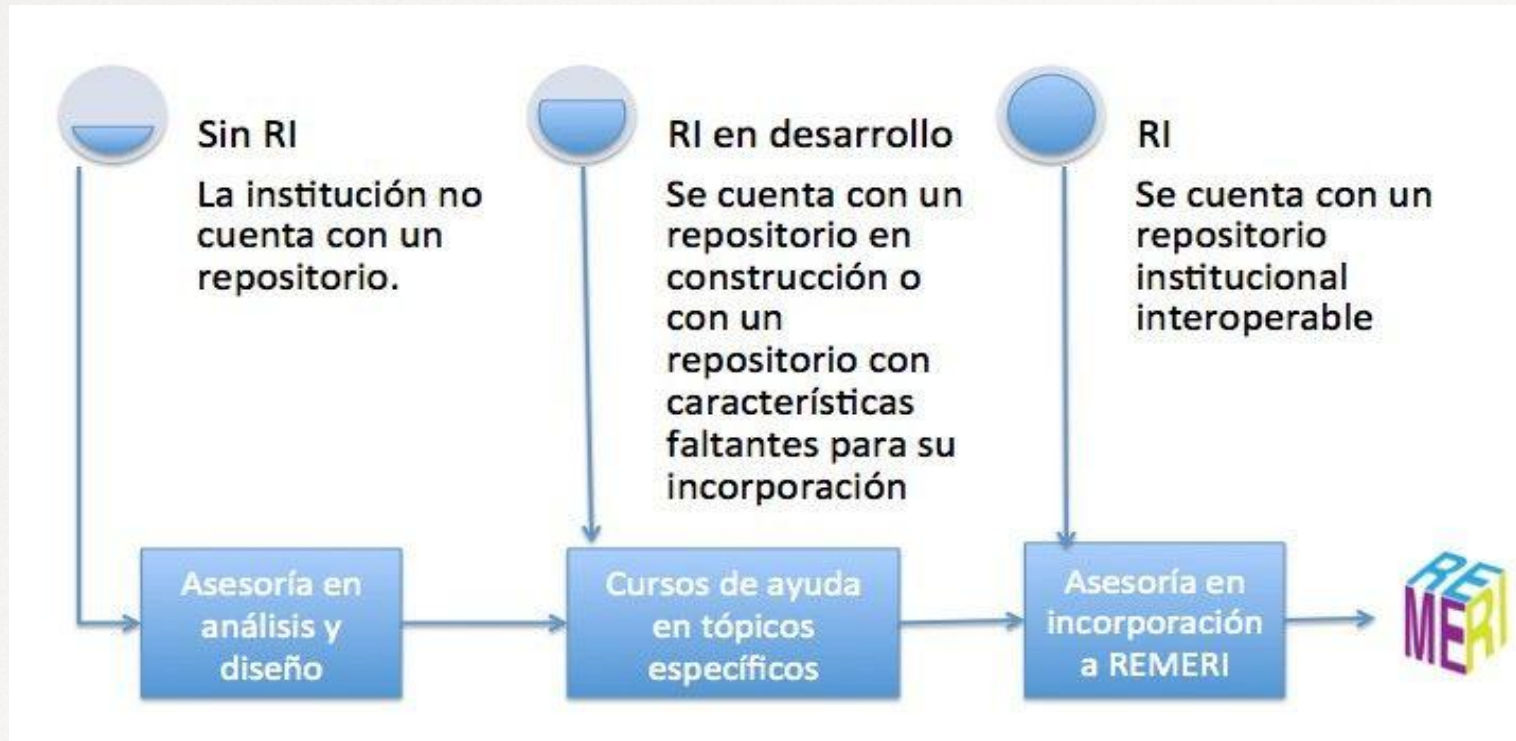 Sin RI
La institución no
cuenta con un
repositorio.
RI en desarrollo
Se cuenta con un
repositorio en
construcción o
con un
repositorio con
características
faltantes para su
incorporación
RI
Se cuenta con un
repositorio
institucional
interoperable
Asesoría en
análisis y
diseño
Cursos de ayuda
en tópicos
específicos
Asesoría en
incorporación
a REMERI
RE
MERI